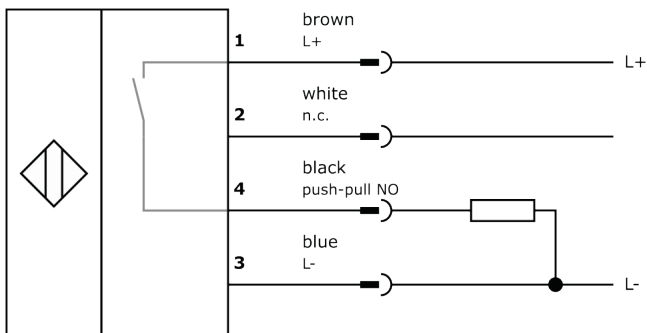 brown
1
L+
L+
white
2
n.c.
black
4
push-pull NO
blue
3
L-
L-